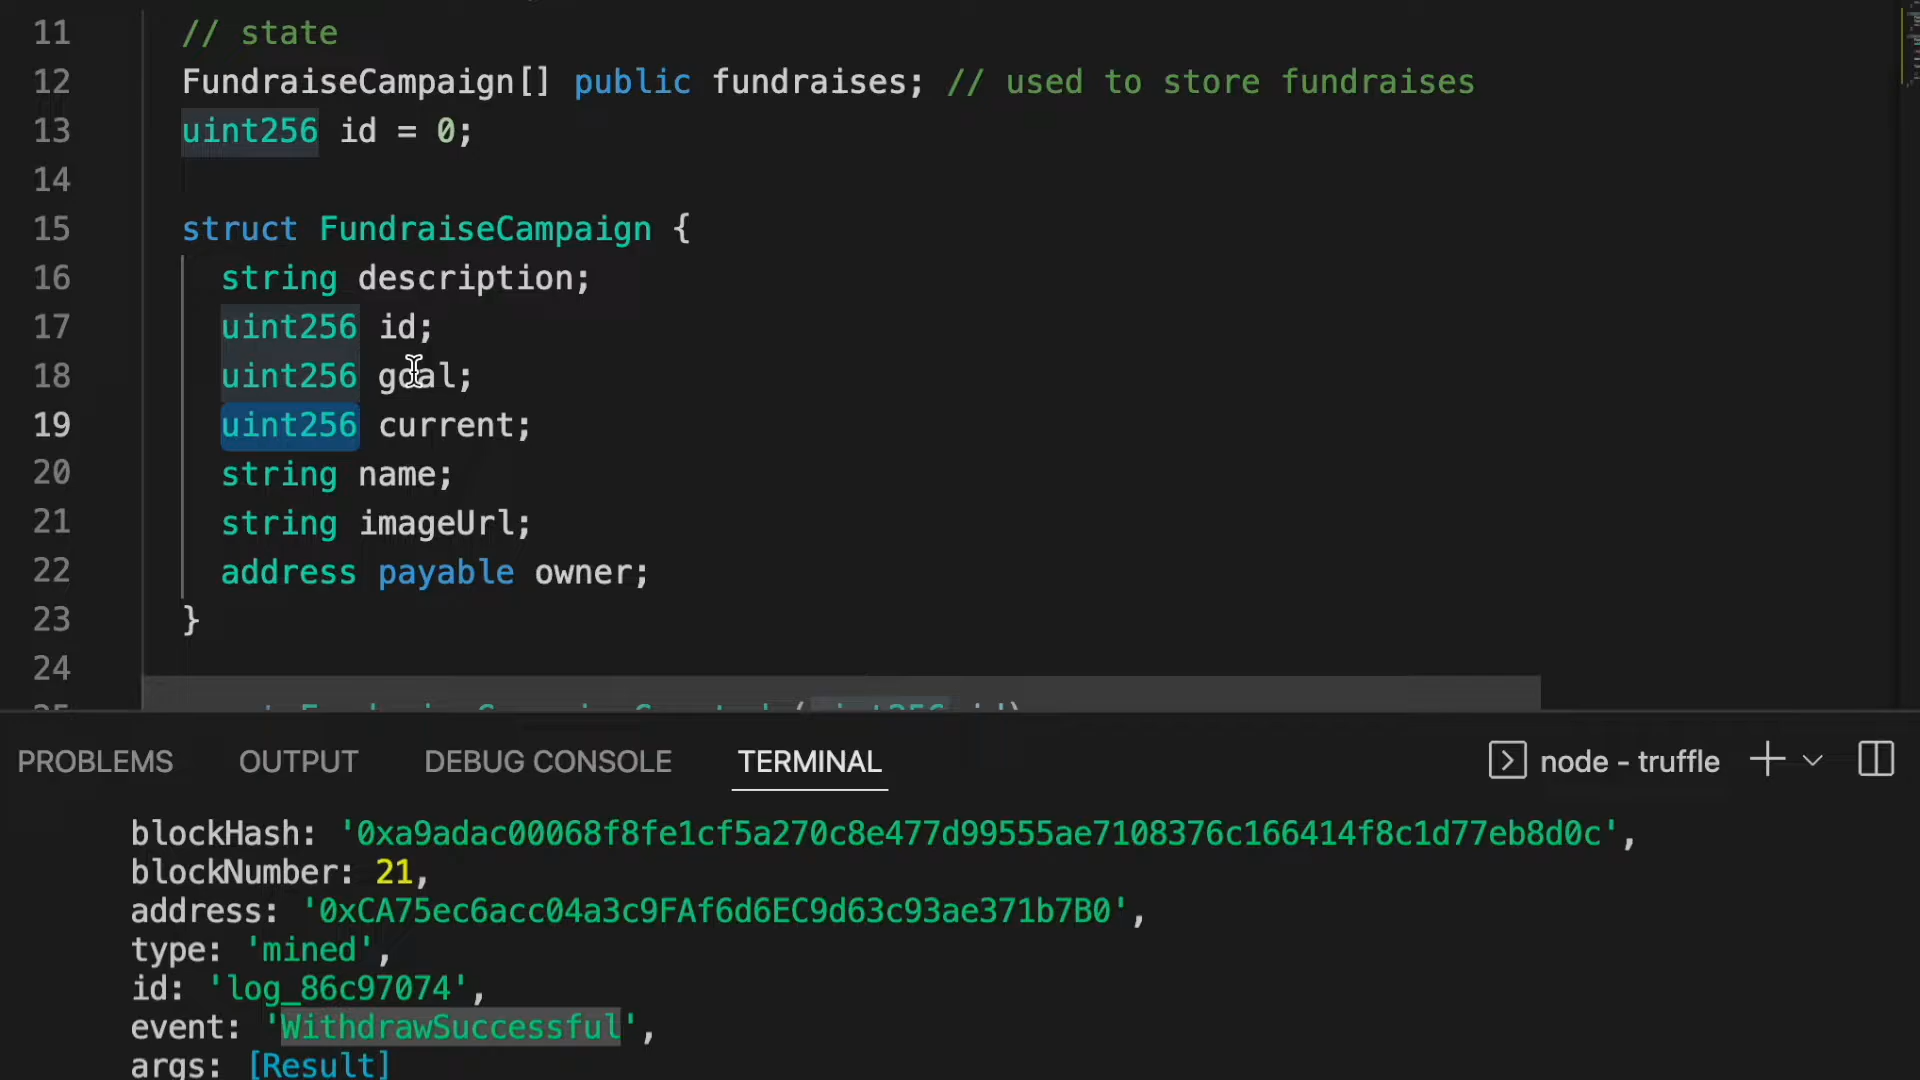 11 // state
12 FundraiseCampaign[] public fundraises; // used to store fundraises
13 uint256 id = 0;
14
15 struct FundraiseCampaign {
16 string description;
17 uint256 id;
18 uint256 goal;
19 uint256 current;
20 string name;
21 string imageUrl;
22 address payable owner;
23 }
24
PROBLEMS OUTPUT DEBUG CONSOLE TERMINAL node - truffle
blockHash: '0xa9adac00068f8fe1cf5a270c8e477d99555ae7108376c166414f8c1d77eb8d0c',
blockNumber: 21,
address: '0xCA75ec6acc04a3c9FAf6d6EC9d63c93ae371b7B0',
type: 'mined',
id: 'log_86c97074',
event: 'WithdrawSuccessful',
args: [Result]